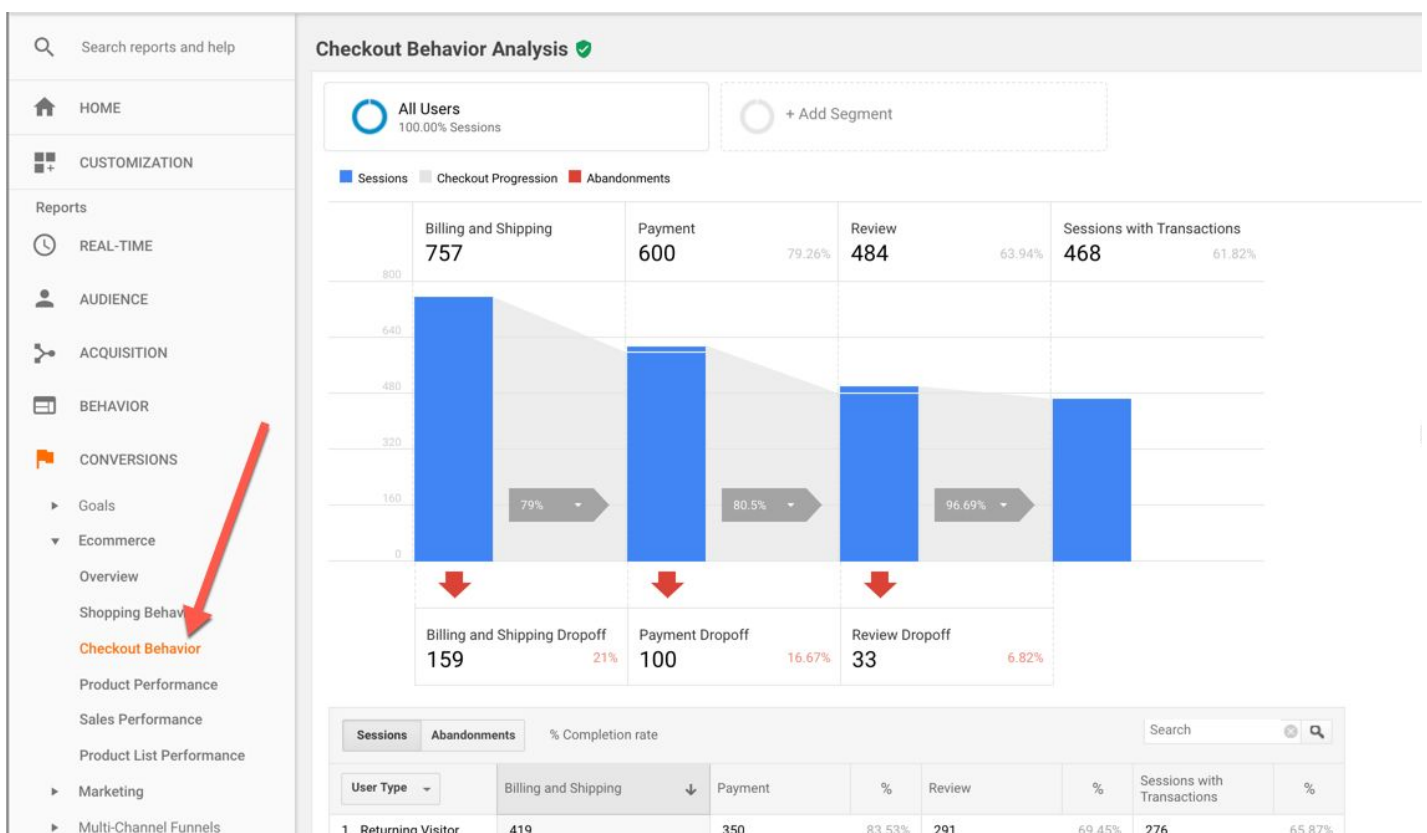 Search reports and help
HOME
CUSTOMIZATION
Reports
REAL-TIME
AUDIENCE
ACQUISITION
BEHAVIOR
CONVERSIONS
Goals
Ecommerce
Overview
Shopping Behav
Checkout Behavior
Product Performance
Sales Performance
Product List Performance
Marketing
Multi-Channel Funnels
Checkout Behavior Analysis
All Users
100.00% Sessions
+ Add Segment
Sessions Checkout Progression Abandonments
Billing and Shipping Payment Review Sessions with Transactions
757 600 79.26% 484 63.94% 468 61.82%
800
640
480
320
160 79% 80.5% 96.69%
0
Billing and Shipping Dropoff Payment Dropoff Review Dropoff
159 21% 100 16.67% 33 6.82%
Sessions Abandonments % Completion rate Search
User Type Billing and Shipping Payment % Review % Sessions with Transactions %
1 Returning Visitor 419 350 83.53% 291 69.45% 276 65.87%